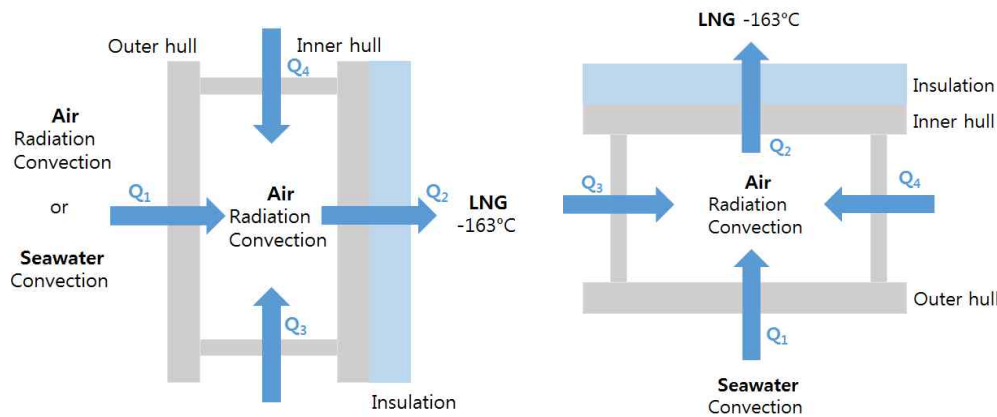 Outer hull
Inner hull
Q4
Air
Radiation
Convection
or
Seawater
Convection
Q1
Air
Radiation
Convection
Q2
LNG
-163°C
Q3
Insulation
LNG -163°C
Insulation
Inner hull
Q2
Q3
Air
Radiation
Convection
Q4
Outer hull
Q1
Seawater
Convection